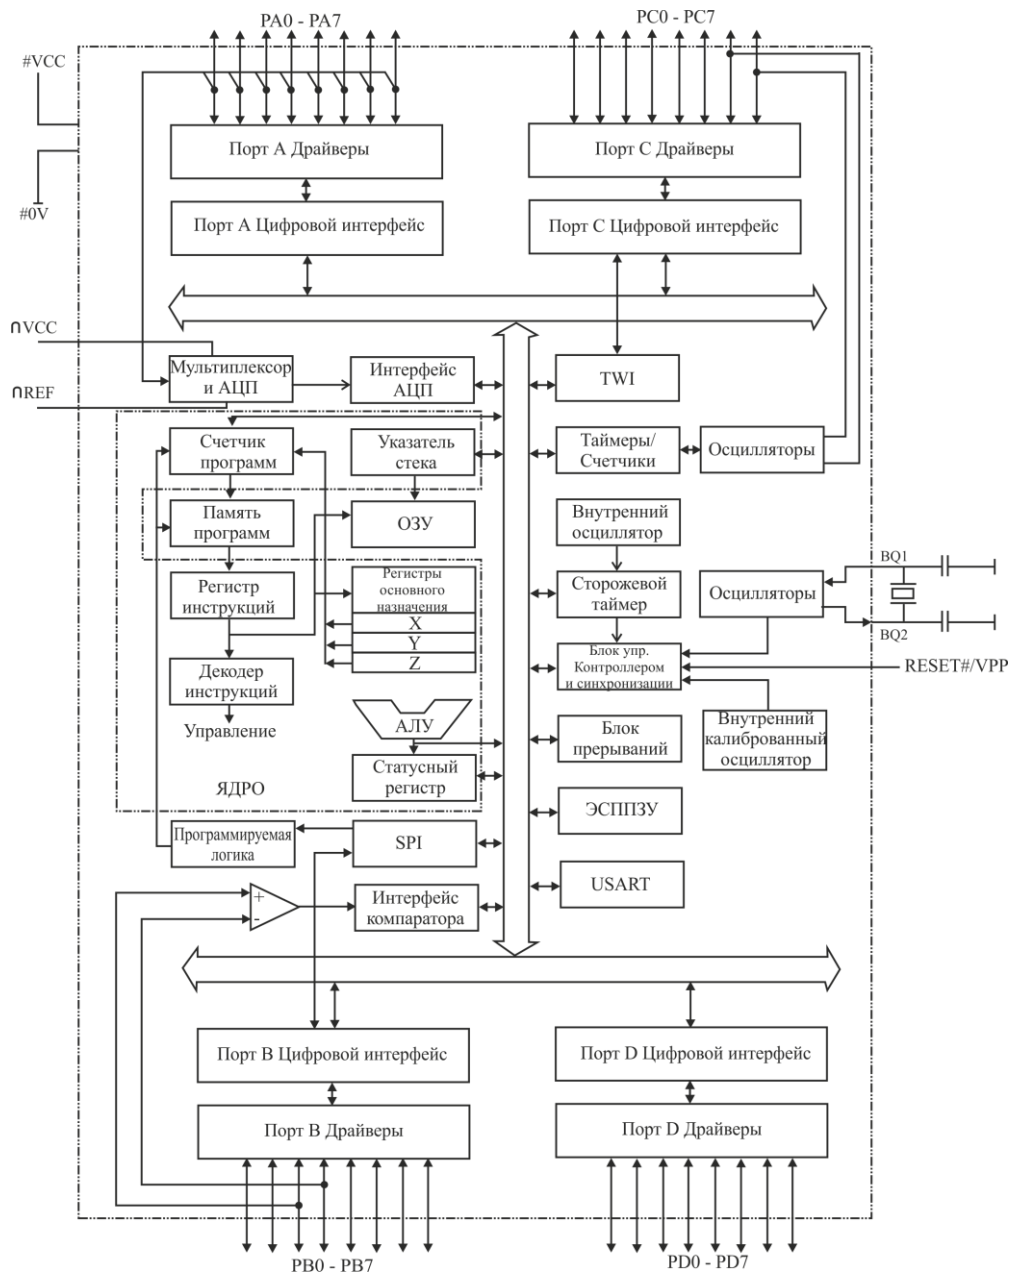 PA0 - PA7
PC0 - PC7
#VCC
#0V
Порт A Драйверы
Порт C Драйверы
Порт A Цифровой интерфейс
Порт C Цифровой интерфейс
∩VCC
∩REF
Мультиплексор
и АЦП
Интерфейс
АЦП
TWI
Счетчик
программ
Указатель
стека
Таймеры/
Счетчики
Осцилляторы
Память
программ
ОЗУ
Внутренний
осциллятор
Регистр
инструкций
Регистры
основного
назначения
X
Y
Z
Сторожевой
таймер
Осцилляторы
BQ1
BQ2
Декодер
инструкций
Управление
Блок упр.
Контроллером
и синхронизации
RESET#/VPP
АЛУ
Блок
прерываний
Внутренний
калиброванный
осциллятор
Статусный
регистр
ЯДРО
ЭСППЗУ
Программируемая
логика
SPI
USART
+
-
Интерфейс
компаратора
Порт B Цифровой интерфейс
Порт D Цифровой интерфейс
Порт B Драйверы
Порт D Драйверы
PB0 - PB7
PD0 - PD7